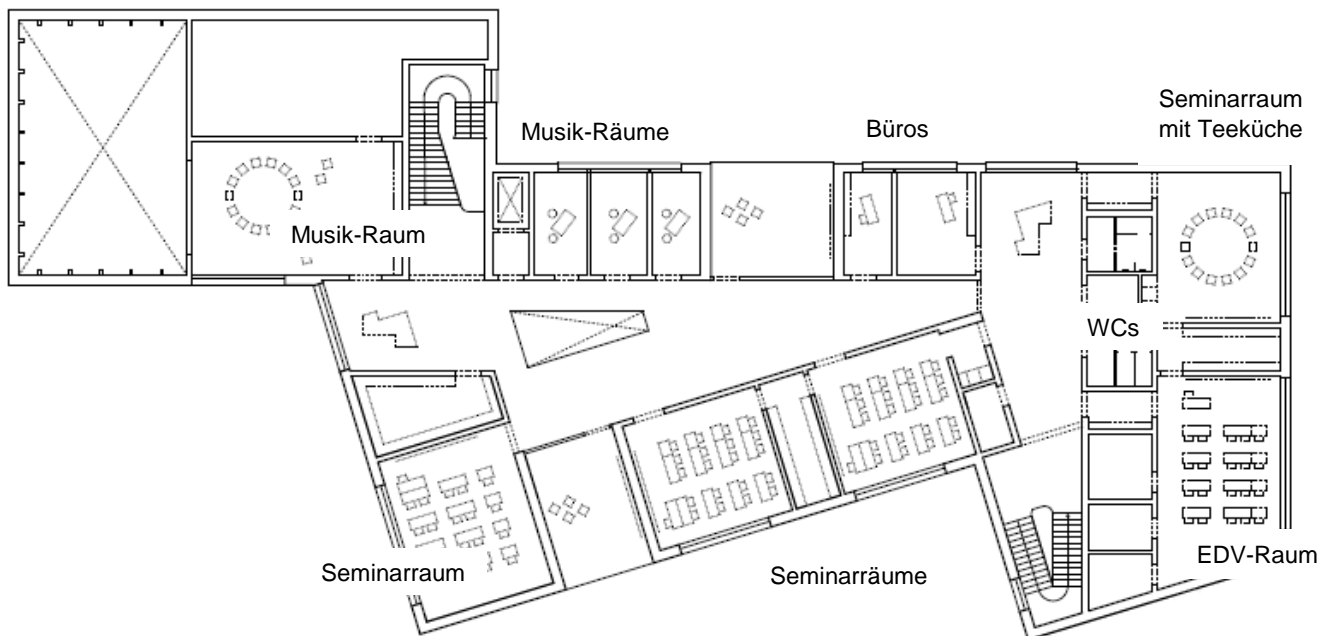 Seminarraum
mit Teeküche
Musik-Räume
Büros
Musik-Raum
WCs
Seminarraum
Seminarräume
EDV-Raum